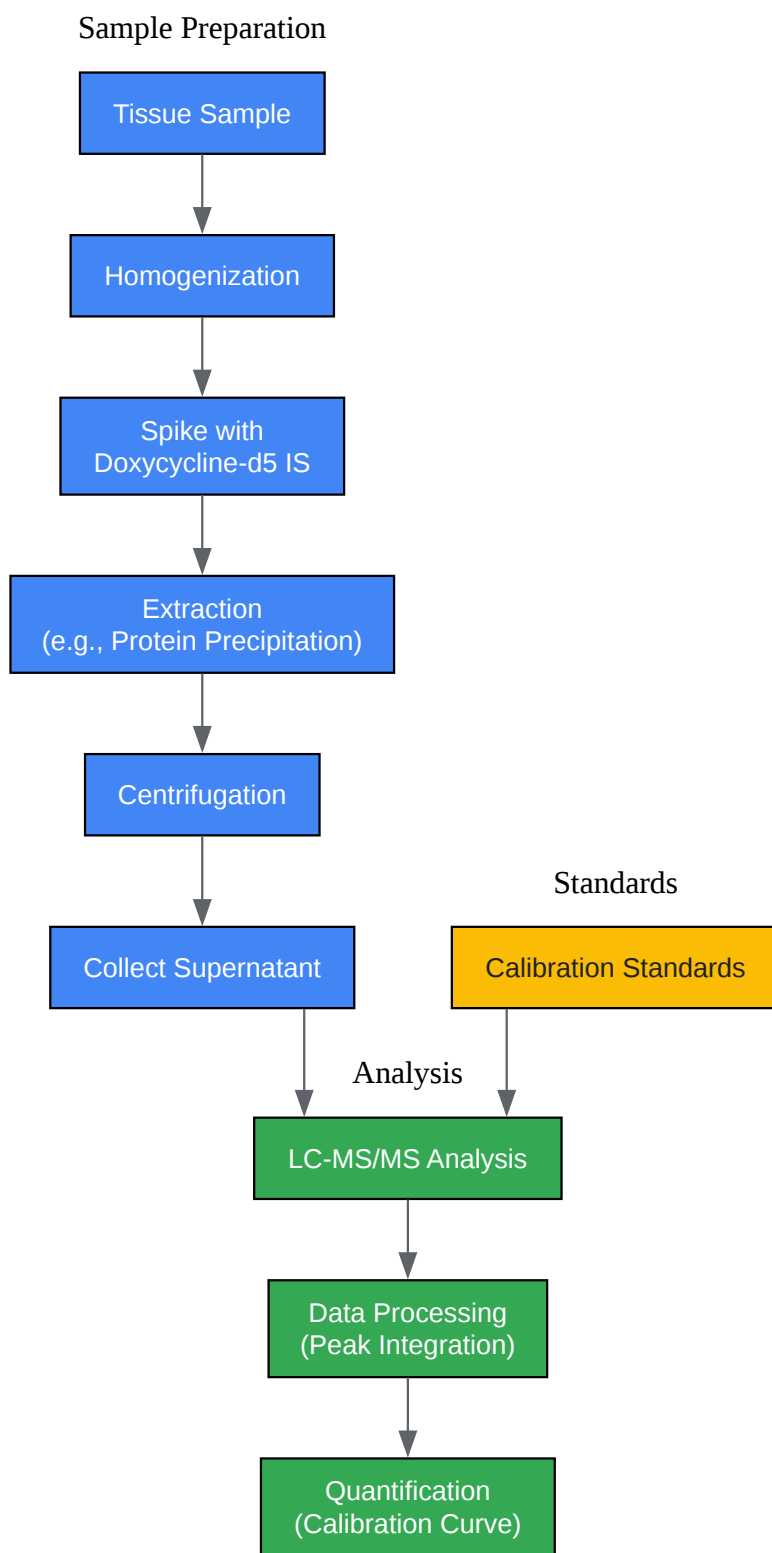 Sample Preparation
Tissue Sample
Homogenization
Spike with
Doxycycline-d5 IS
Extraction
(e.g., Protein Precipitation)
Centrifugation
Standards
Collect Supernatant
Calibration Standards
Analysis
LC-MS/MS Analysis
Data Processing
(Peak Integration)
Quantification
(Calibration Curve)